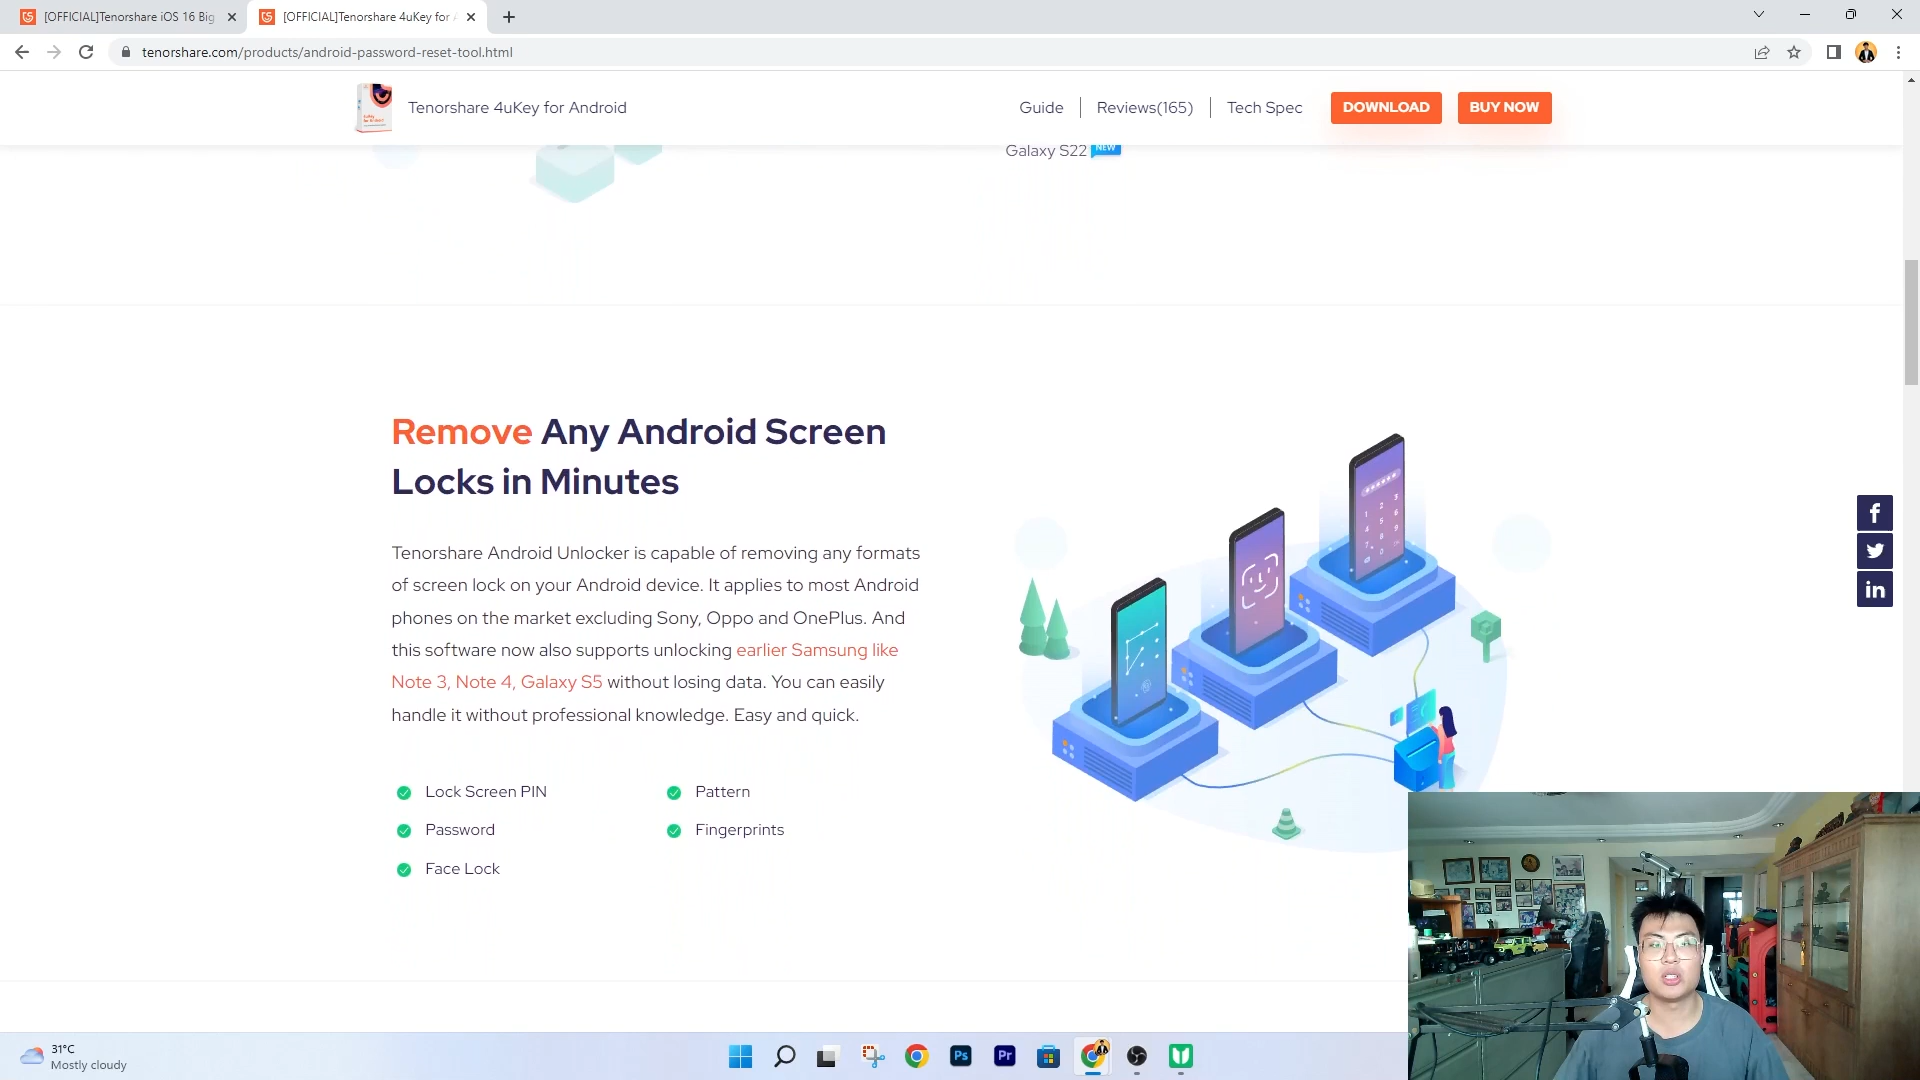 [OFFICIAL]Tenorshare iOS 16 Big
[OFFICIAL]Tenorshare 4uKey for A
tenorshare.com/products/android-password-reset-tool.html
Tenorshare 4uKey for Android
Guide
Reviews(165)
Tech Spec
DOWNLOAD
BUY NOW
Galaxy S22 NEW
Remove Any Android Screen
Locks in Minutes
Tenorshare Android Unlocker is capable of removing any formats
of screen lock on your Android device. It applies to most Android
phones on the market excluding Sony, Oppo and OnePlus. And
this software now also supports unlocking earlier Samsung like
Note 3, Note 4, Galaxy S5 without losing data. You can easily
handle it without professional knowledge. Easy and quick.
Lock Screen PIN
Pattern
Password
Fingerprints
Face Lock
31°C
Mostly cloudy
Ps
Pr